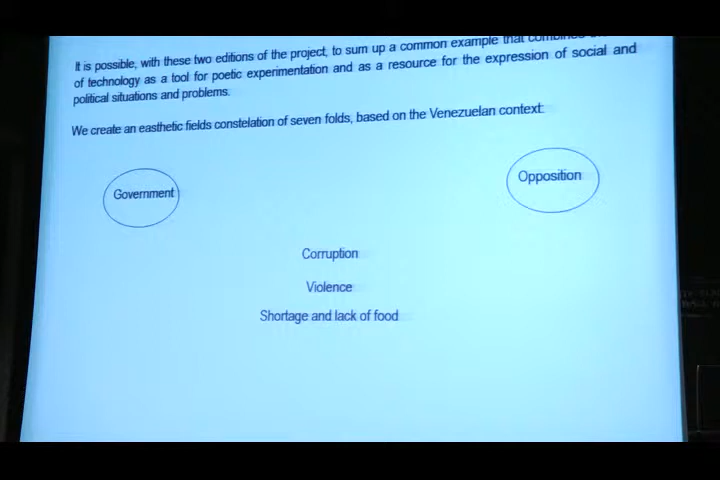 It is possible, with these two editions of the project, to sum up a common example that
of technology as a tool for poetic experimentation and as a resource for the expression of social and
political situations and problems.
We create an easthetic fields constelation of seven folds, based on the Venezuelan context:
Government
Opposition
Corruption
Violence
Shortage and lack of food